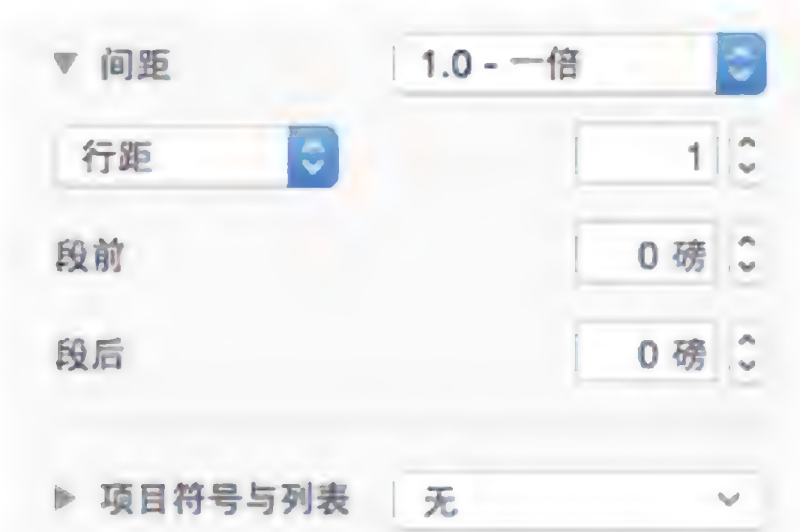 间距 1.0 - 一倍
行距 1
段前 0 磅
段后 0 磅
项目符号与列表 无